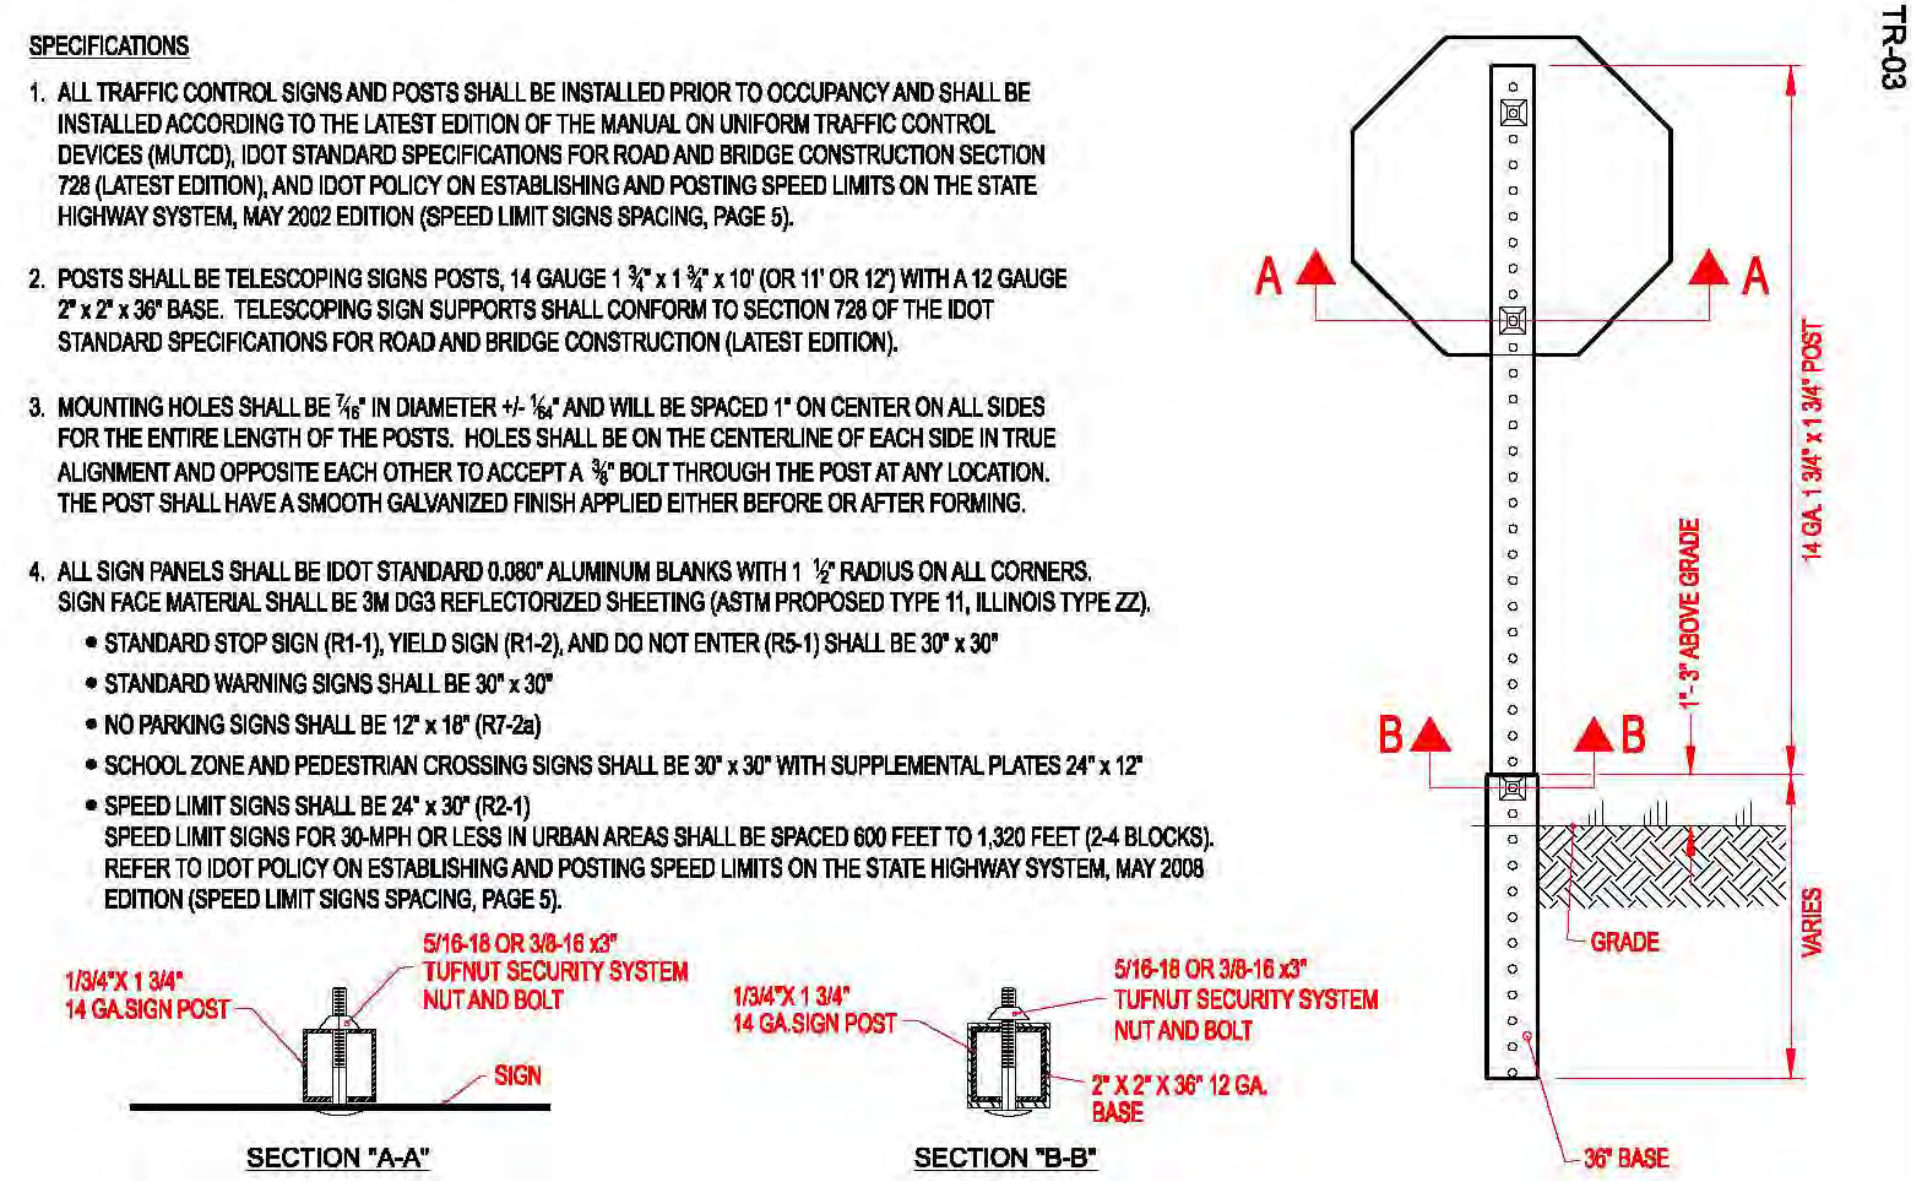 SPECIFICATIONS
1. ALL TRAFFIC CONTROL SIGNS AND POSTS SHALL BE INSTALLED PRIOR TO OCCUPANCY AND SHALL BE
INSTALLED ACCORDING TO THE LATEST EDITION OF THE MANUAL ON UNIFORM TRAFFIC CONTROL
DEVICES (MUTCD), IDOT STANDARD SPECIFICATIONS FOR ROAD AND BRIDGE CONSTRUCTION SECTION
728 (LATEST EDITION), AND IDOT POLICY ON ESTABLISHING AND POSTING SPEED LIMITS ON THE STATE
HIGHWAY SYSTEM, MAY 2002 EDITION (SPEED LIMIT SIGNS SPACING, PAGE 5).
2. POSTS SHALL BE TELESCOPING SIGNS POSTS, 14 GAUGE 1 ¾" x 1 ¾" x 10' (OR 11' OR 12') WITH A 12 GAUGE
2" x 2" x 36" BASE. TELESCOPING SIGN SUPPORTS SHALL CONFORM TO SECTION 728 OF THE IDOT
STANDARD SPECIFICATIONS FOR ROAD AND BRIDGE CONSTRUCTION (LATEST EDITION).
3. MOUNTING HOLES SHALL BE 7⁄16" IN DIAMETER +/- 1⁄64" AND WILL BE SPACED 1" ON CENTER ON ALL SIDES
FOR THE ENTIRE LENGTH OF THE POSTS. HOLES SHALL BE ON THE CENTERLINE OF EACH SIDE IN TRUE
ALIGNMENT AND OPPOSITE EACH OTHER TO ACCEPT A ⅜" BOLT THROUGH THE POST AT ANY LOCATION.
THE POST SHALL HAVE A SMOOTH GALVANIZED FINISH APPLIED EITHER BEFORE OR AFTER FORMING.
4. ALL SIGN PANELS SHALL BE IDOT STANDARD 0.080" ALUMINUM BLANKS WITH 1 ½" RADIUS ON ALL CORNERS.
SIGN FACE MATERIAL SHALL BE 3M DG3 REFLECTORIZED SHEETING (ASTM PROPOSED TYPE 11, ILLINOIS TYPE ZZ).
• STANDARD STOP SIGN (R1-1), YIELD SIGN (R1-2), AND DO NOT ENTER (R5-1) SHALL BE 30" x 30"
• STANDARD WARNING SIGNS SHALL BE 30" x 30"
• NO PARKING SIGNS SHALL BE 12" x 18" (R7-2a)
• SCHOOL ZONE AND PEDESTRIAN CROSSING SIGNS SHALL BE 30" x 30" WITH SUPPLEMENTAL PLATES 24" x 12"
• SPEED LIMIT SIGNS SHALL BE 24" x 30" (R2-1)
SPEED LIMIT SIGNS FOR 30-MPH OR LESS IN URBAN AREAS SHALL BE SPACED 600 FEET TO 1,320 FEET (2-4 BLOCKS).
REFER TO IDOT POLICY ON ESTABLISHING AND POSTING SPEED LIMITS ON THE STATE HIGHWAY SYSTEM, MAY 2008
EDITION (SPEED LIMIT SIGNS SPACING, PAGE 5).
1/3/4"X 1 3/4"
14 GA.SIGN POST
5/16-18 OR 3/8-16 x3"
TUFNUT SECURITY SYSTEM
NUT AND BOLT
SIGN
SECTION "A-A"
1/3/4"X 1 3/4"
14 GA.SIGN POST
5/16-18 OR 3/8-16 x3"
TUFNUT SECURITY SYSTEM
NUT AND BOLT
2" X 2" X 36" 12 GA.
BASE
SECTION "B-B"
A
A
B
B
14 GA. 1 3/4" x 1 3/4" POST
1"- 3" ABOVE GRADE
GRADE
VARIES
36" BASE
TR-03